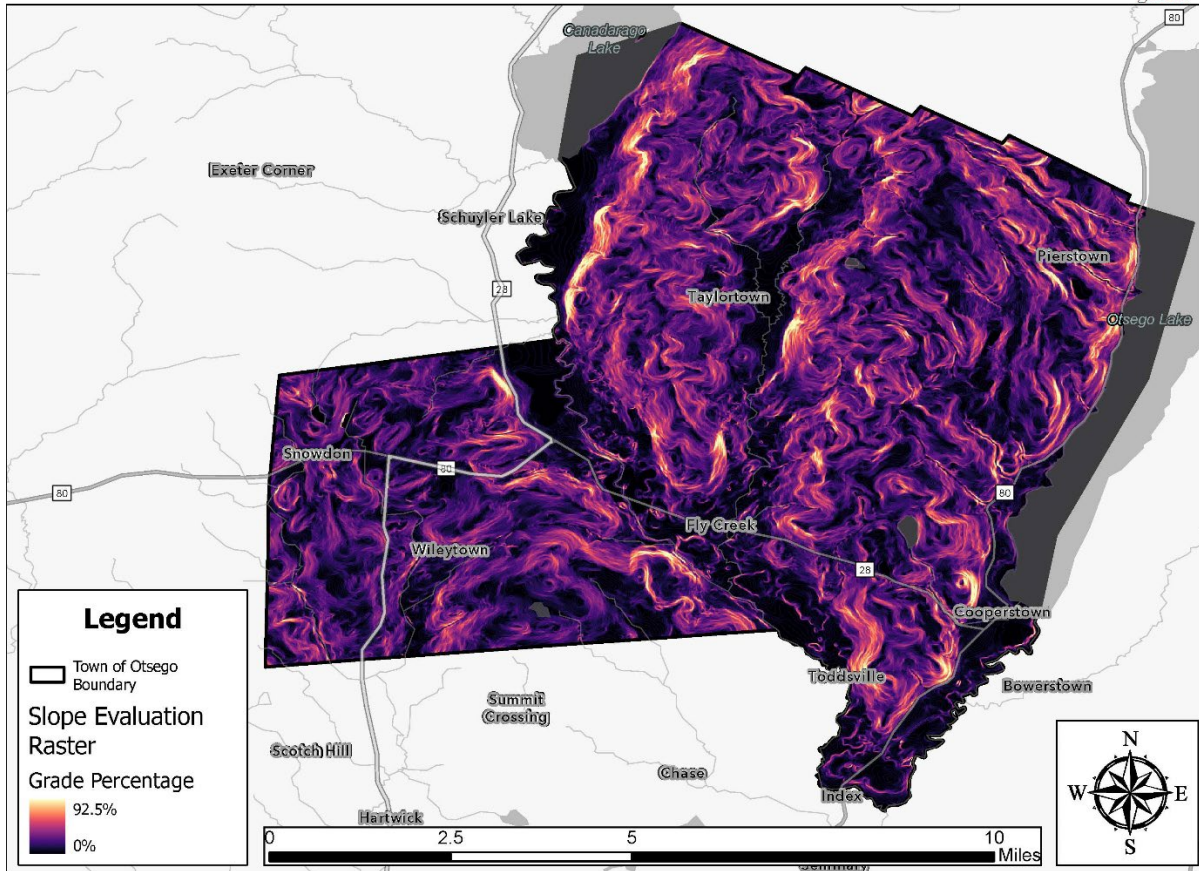 80
Canadarago
Lake
Exeter Corner
Schuyler Lake
Pierstown
28
Taylortown
Otsego Lake
Snowdon
80
80
80
Fly Creek
Wileytown
28
Cooperstown
Toddsville
Bowerstown
Summit
Crossing
Scotch Hill
Chase
Index
Hartwick
Legend
Town of Otsego
Boundary
Slope Evaluation
Raster
Grade Percentage
92.5%
0%
0 2.5 5 10
Miles
N
W E
S